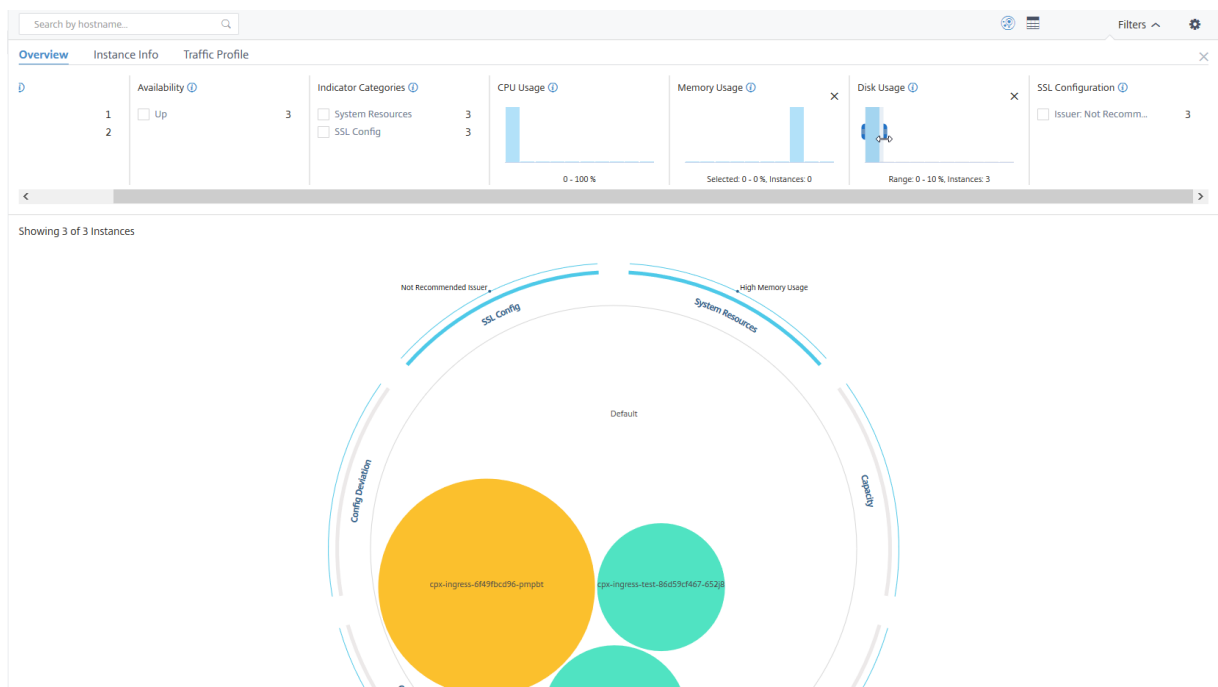 Search by hostname...
Filters
Overview Instance Info Traffic Profile
Availability CPU Usage Memory Usage Disk Usage SSL Configuration Indicator Categories
1
2
Up 3
System Resources 3
SSL Config 3
0 - 100 %
Selected: 0 - 0 %, Instances: 0
Range: 0 - 10 %, Instances: 3
Issuer: Not Recomm... 3
Showing 3 of 3 Instances
Not Recommended Issuer
High Memory Usage
SSL Config
System Resources
Default
Config Deviation
Capacity
cpx-ingress-6f49fbcd96-pmpbt
cpx-ingress-test-86d59cf467-652j8